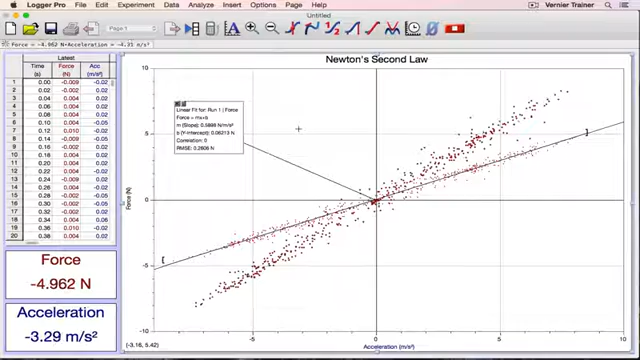 Logger Pro File Edit Experiment Data Analyze Insert Options Page Help Vernier Trainer
Untitled
Page 1
Force = -4.962 N•Acceleration = -4.31 m/s²
Latest
Time Force Acc
(s) (N) (m/s²)
1 0.00 -0.009 -0.02
2 0.02 -0.002 -0.02
3 0.04 -0.002 -0.02
4 0.06 -0.002 -0.02
5 0.08 -0.002 -0.02
6 0.10 0.004 0.02
7 0.12 0.010 -0.02
8 0.14 -0.002 -0.05
9 0.16 -0.002 0.02
10 0.18 -0.002 0.02
11 0.20 0.004 0.02
12 0.22 -0.002 0.02
13 0.24 0.004 0.02
14 0.26 -0.002 0.02
15 0.28 -0.002 -0.05
16 0.30 -0.002 -0.05
17 0.32 -0.002 0.02
18 0.34 0.004 0.08
19 0.36 0.010 0.02
20 0.38 0.004 0.02
Force
-4.962 N
Acceleration
-3.29 m/s²
Newton's Second Law
Linear Fit for: Run 1 | Force
Force = mx+b
m (Slope): 0.5898 N/m/s²
b (Y-Intercept): 0.06213 N
Correlation: 0
RMSE: 0.2606 N
10
5
0
-5
-10
Force (N)
-5 0 5 10
(-3.16, 5.42)
Acceleration (m/s²)